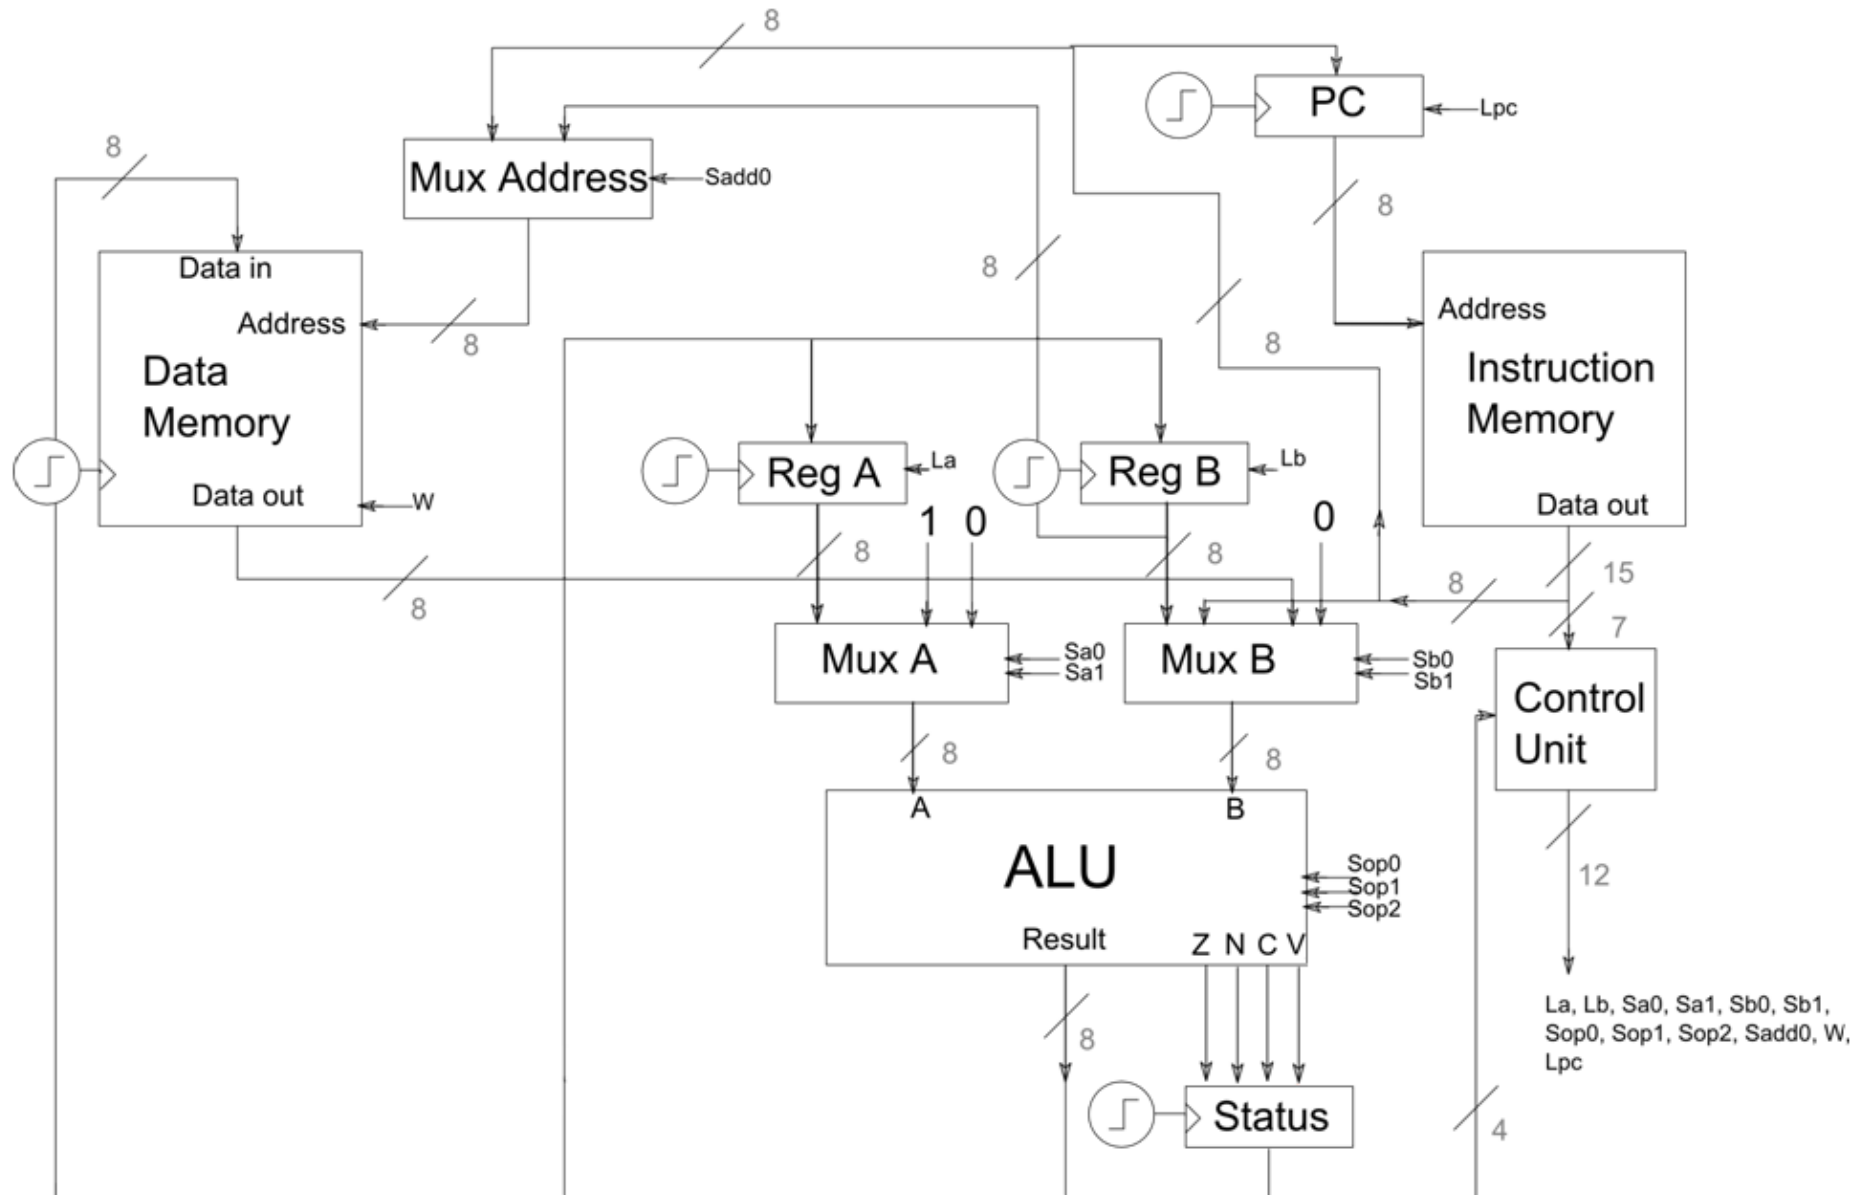 8
PC
Lpc
8
Mux Address
Sadd0
8
8
Data in
Address
8
8
Address
Data
Memory
8
Instruction
Memory
Reg A
La
Reg B
Lb
Data out
W
Data out
1 0
0
8
8
8
8
15
7
Mux A
Sa0
Sa1
Mux B
Sb0
Sb1
Control
Unit
8
8
A
B
ALU
Sop0
Sop1
Sop2
12
Result
Z N C V
8
La, Lb, Sa0, Sa1, Sb0, Sb1,
Sop0, Sop1, Sop2, Sadd0, W,
Lpc
Status
4